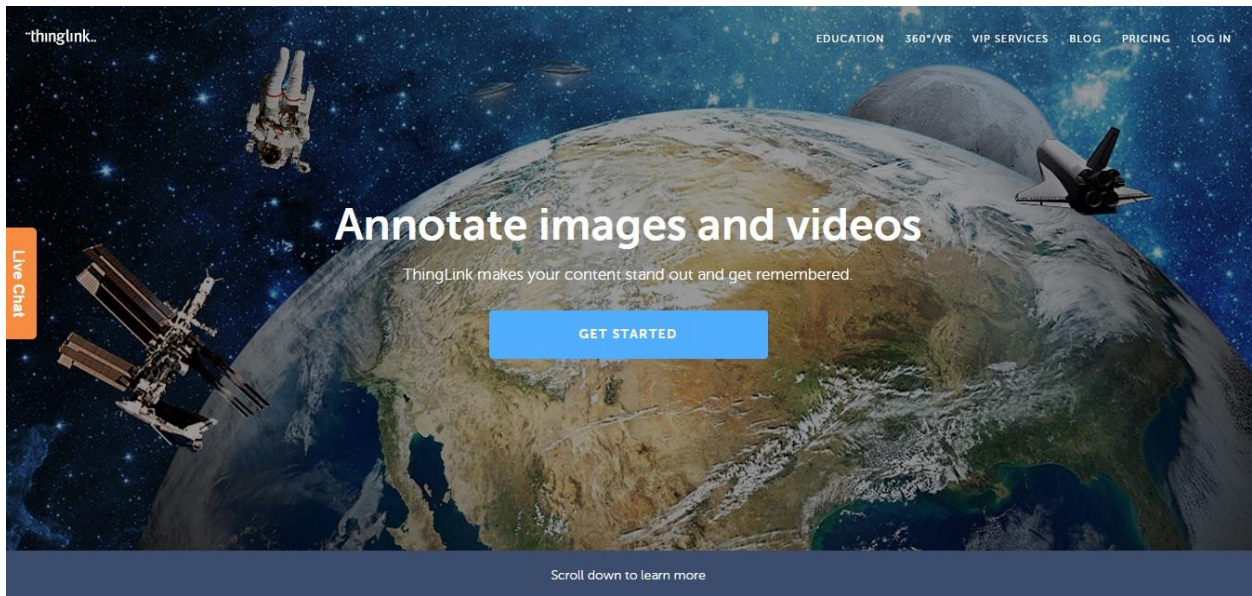 thinglink..
EDUCATION 360°/VR VIP SERVICES BLOG PRICING LOG IN
Annotate images and videos
ThingLink makes your content stand out and get remembered.
GET STARTED
Live Chat
Scroll down to learn more